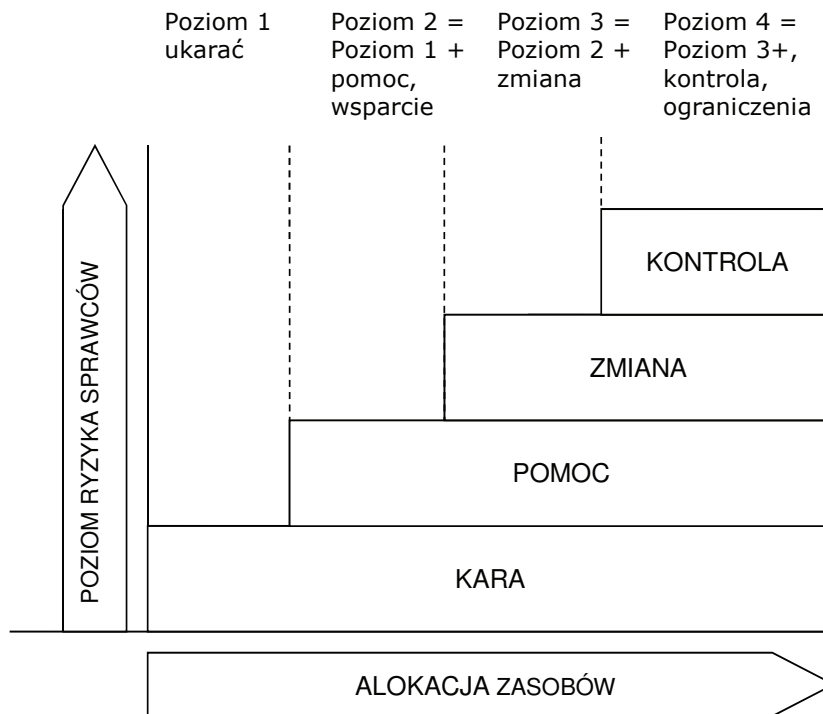 Poziom 1
ukarać
Poziom 2 =
Poziom 1 +
pomoc,
wsparcie
Poziom 3 =
Poziom 2 +
zmiana
Poziom 4 =
Poziom 3+,
kontrola,
ograniczenia
POZIOM RYZYKA SPRAWCÓW
KONTROLA
ZMIANA
POMOC
KARA
ALOKACJA ZASOBÓW